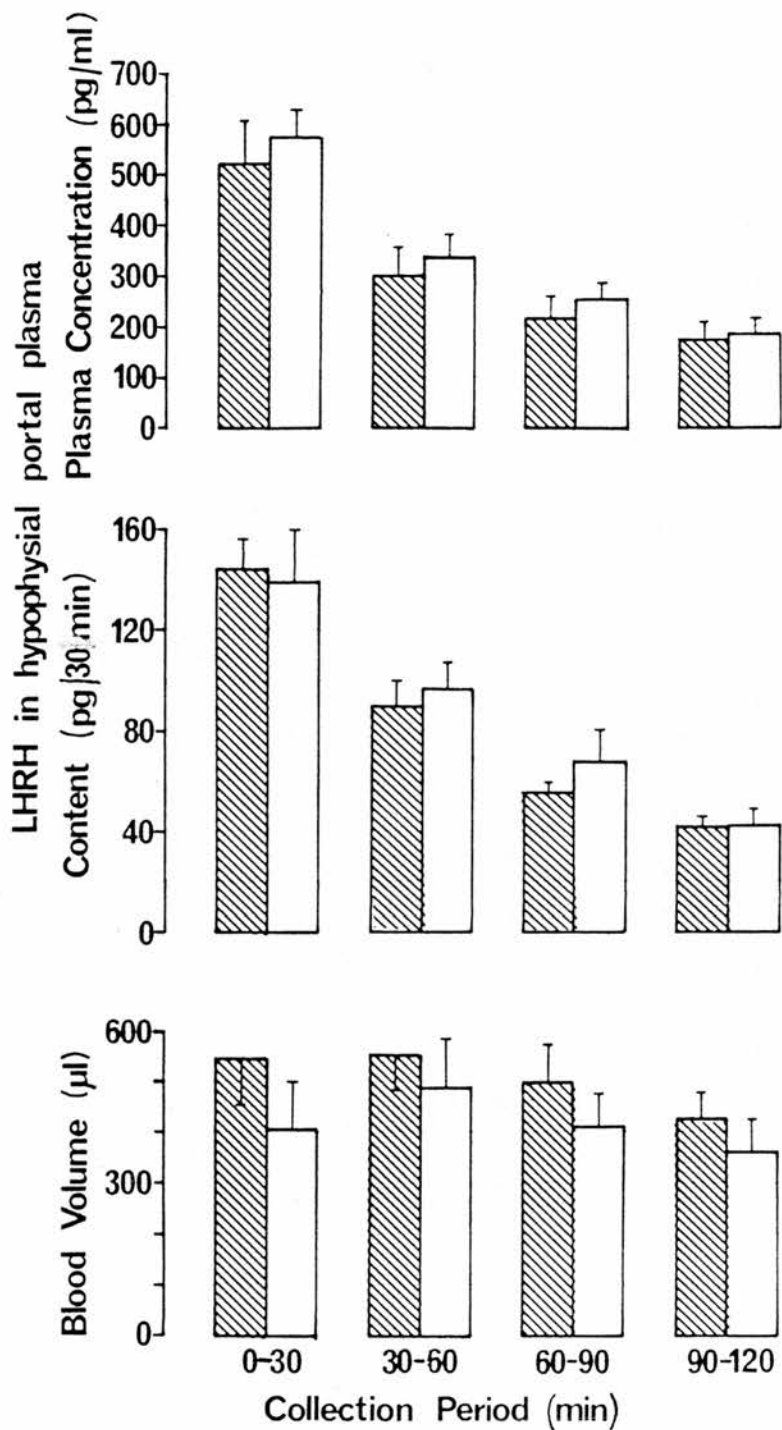 LHRH in hypophysial portal plasma
Plasma Concentration (pg/ml)
700
600
500
400
300
200
100
0
Content (pg/30 min)
160
120
80
40
0
Blood Volume (µl)
600
300
0
0-30 30-60 60-90 90-120
Collection Period (min)